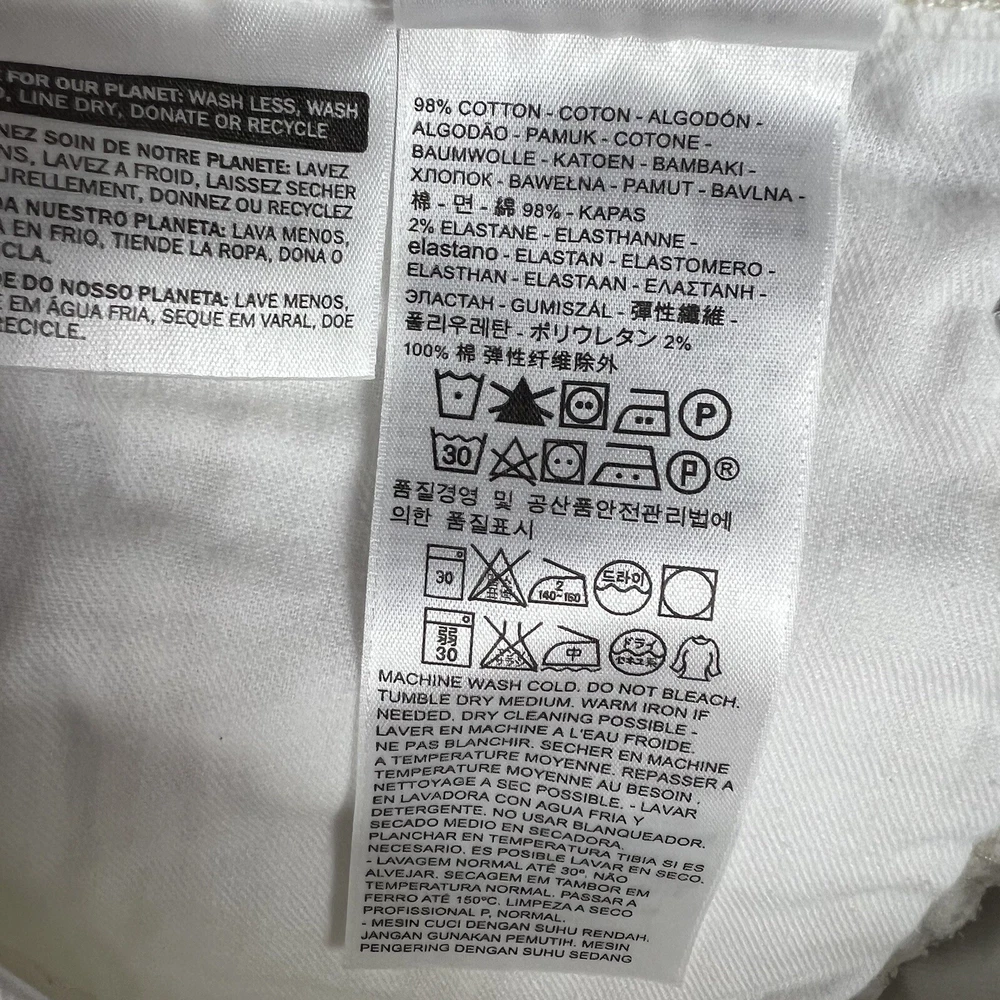 FOR OUR PLANET: WASH LESS, WASH
LINE DRY, DONATE OR RECYCLE
SOIN DE NOTRE PLANETE: LAVEZ
LAVEZ A FROID, LAISSEZ SECHER
DONNEZ OU RECYCLEZ
NUESTRO PLANETA: LAVA MENOS,
EN FRIO, TIENDE LA ROPA, DONA O
DO NOSSO PLANETA: LAVE MENOS,
EM ÁGUA FRIA, SEQUE EM VARAL, DOE
98% COTTON - COTON - ALGODÓN -
ALGODÃO - PAMUK - COTONE -
BAUMWOLLE - KATOEN - BAMBAKI -
ХЛОПОК - BAWEŁNA - PAMUT - BAVLNA -
棉 - 면 - 綿 98% - KAPAS
2% ELASTANE - ELASTHANNE -
elastano - ELASTAN - ELASTOMERO -
ELASTHAN - ELASTAAN - ΕΛΑΣΤΑΝΗ -
ЭЛАСТАН - GUMISZÁL - 彈性纖維 -
폴리우레탄 - ポリウレタン 2%
100% 棉 弹性纤维除外
P
30 P ®
품질경영 및 공산품안전관리법에
의한 품질표시
30 2 140~160 드라이
弱 30 中 ドライ
MACHINE WASH COLD. DO NOT BLEACH.
TUMBLE DRY MEDIUM. WARM IRON IF
NEEDED. DRY CLEANING POSSIBLE -
LAVER EN MACHINE A L'EAU FROIDE.
NE PAS BLANCHIR. SECHER EN MACHINE
A TEMPERATURE MOYENNE. REPASSER A
TEMPERATURE MOYENNE AU BESOIN .
NETTOYAGE A SEC POSSIBLE. - LAVAR
EN LAVADORA CON AGUA FRIA Y
DETERGENTE. NO USAR BLANQUEADOR.
SECADO MEDIO EN SECADORA.
PLANCHAR EN TEMPERATURA TIBIA SI ES
NECESARIO. ES POSIBLE LAVAR EN SECO.
- LAVAGEM NORMAL ATÉ 30°, NÃO
ALVEJAR. SECAGEM EM TAMBOR EM
TEMPERATURA NORMAL. PASSAR A
FERRO ATÉ 150°C. LIMPEZA A SECO
PROFISSIONAL P, NORMAL.
- MESIN CUCI DENGAN SUHU RENDAH,
JANGAN GUNAKAN PEMUTIH. MESIN
PENGERING DENGAN SUHU SEDANG